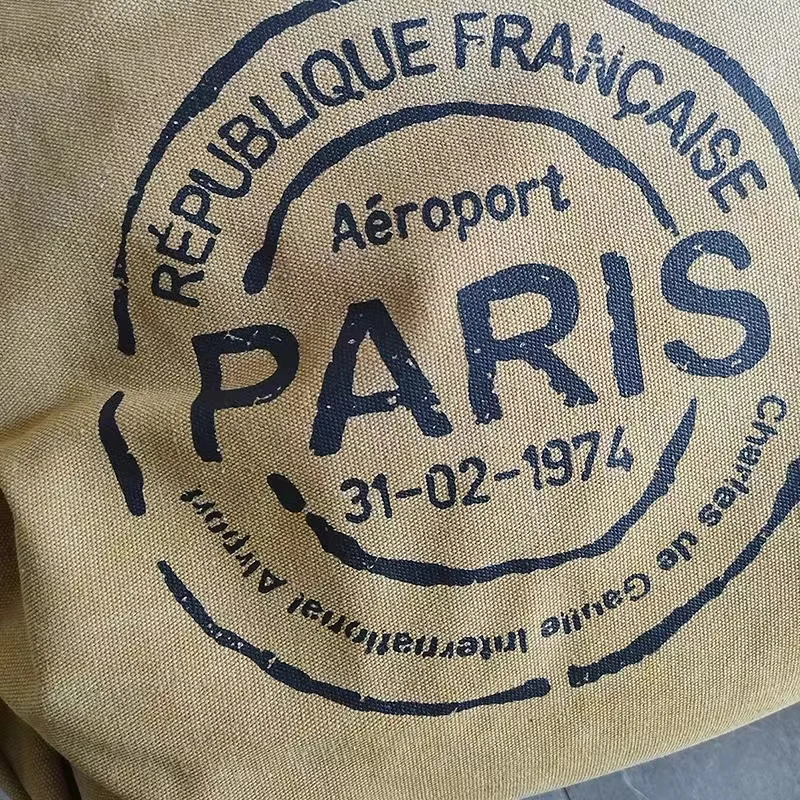 RÉPUBLIQUE FRANÇAISE
Aéroport
PARIS
31-02-1974
Charles de Gaulle International Airport